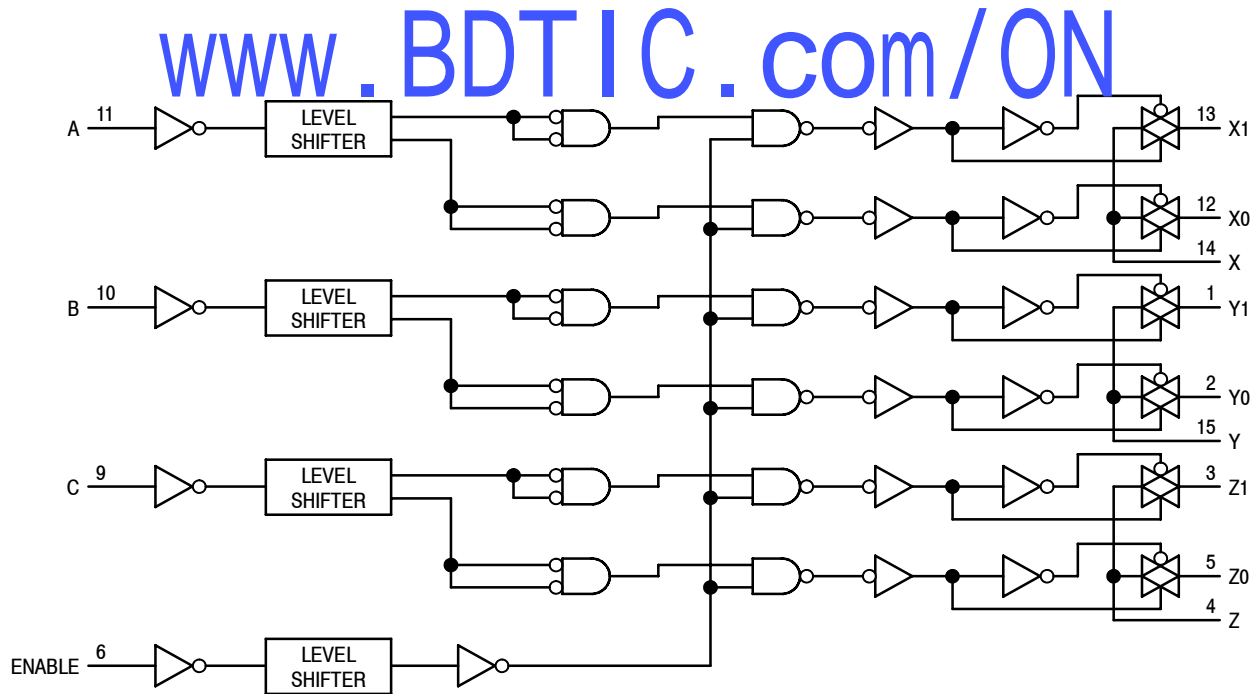 www.BDTIC.com/ON
A 11
LEVEL
SHIFTER
13 X1
12 X0
14 X
B 10
LEVEL
SHIFTER
1 Y1
2 Y0
15 Y
C 9
LEVEL
SHIFTER
3 Z1
5 Z0
4 Z
ENABLE 6
LEVEL
SHIFTER